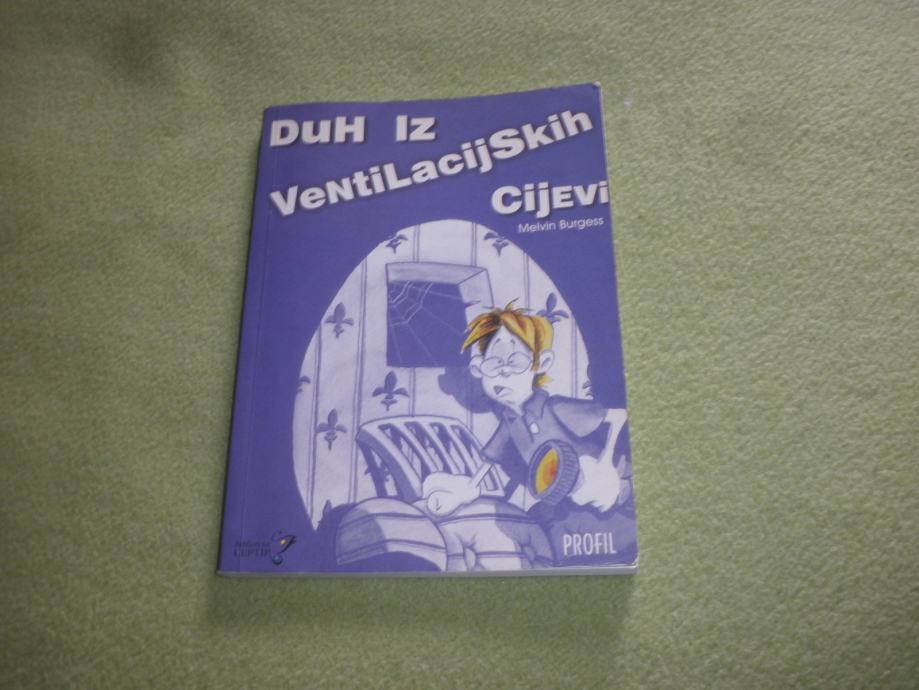 DuH Iz
VeNtiLacijSkih
CijEVi
Melvin Burgess
PROFIL